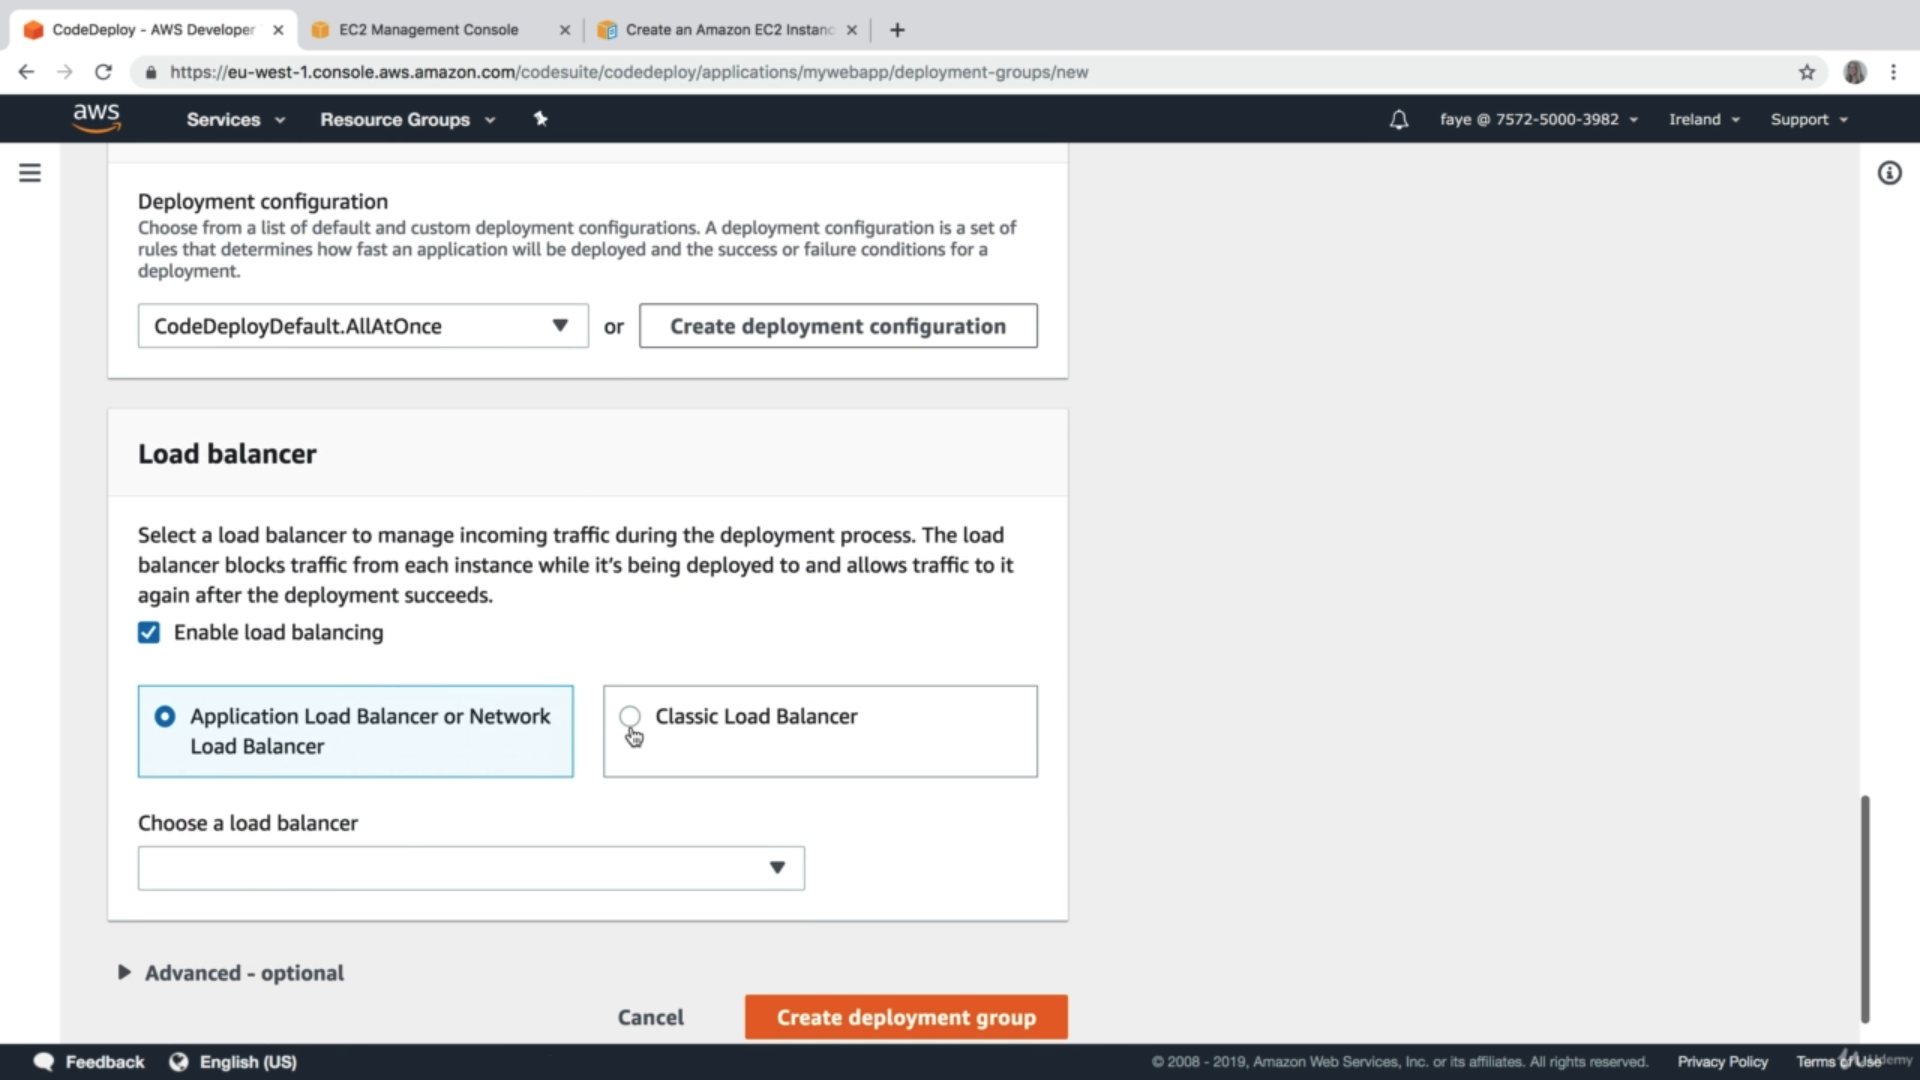 CodeDeploy - AWS Developer
EC2 Management Console
Create an Amazon EC2 Instanc
https://eu-west-1.console.aws.amazon.com/codesuite/codedeploy/applications/mywebapp/deployment-groups/new
aws
Services
Resource Groups
faye @ 7572-5000-3982
Ireland
Support
Deployment configuration
Choose from a list of default and custom deployment configurations. A deployment configuration is a set of
rules that determines how fast an application will be deployed and the success or failure conditions for a
deployment.
CodeDeployDefault.AllAtOnce
or
Create deployment configuration
Load balancer
Select a load balancer to manage incoming traffic during the deployment process. The load
balancer blocks traffic from each instance while it's being deployed to and allows traffic to it
again after the deployment succeeds.
Enable load balancing
Application Load Balancer or Network
Load Balancer
Classic Load Balancer
Choose a load balancer
Advanced - optional
Cancel
Create deployment group
Feedback
English (US)
© 2008 - 2019, Amazon Web Services, Inc. or its affiliates. All rights reserved.
Privacy Policy
Terms of Use